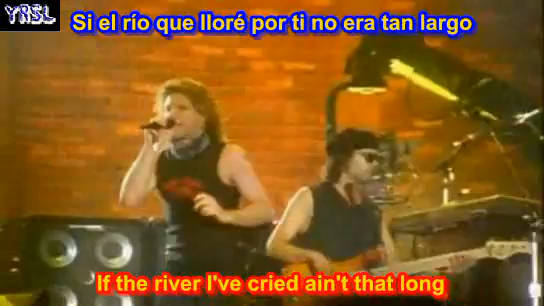 YRSL
Si el río que lloré por ti no era tan largo
If the river I've cried ain't that long